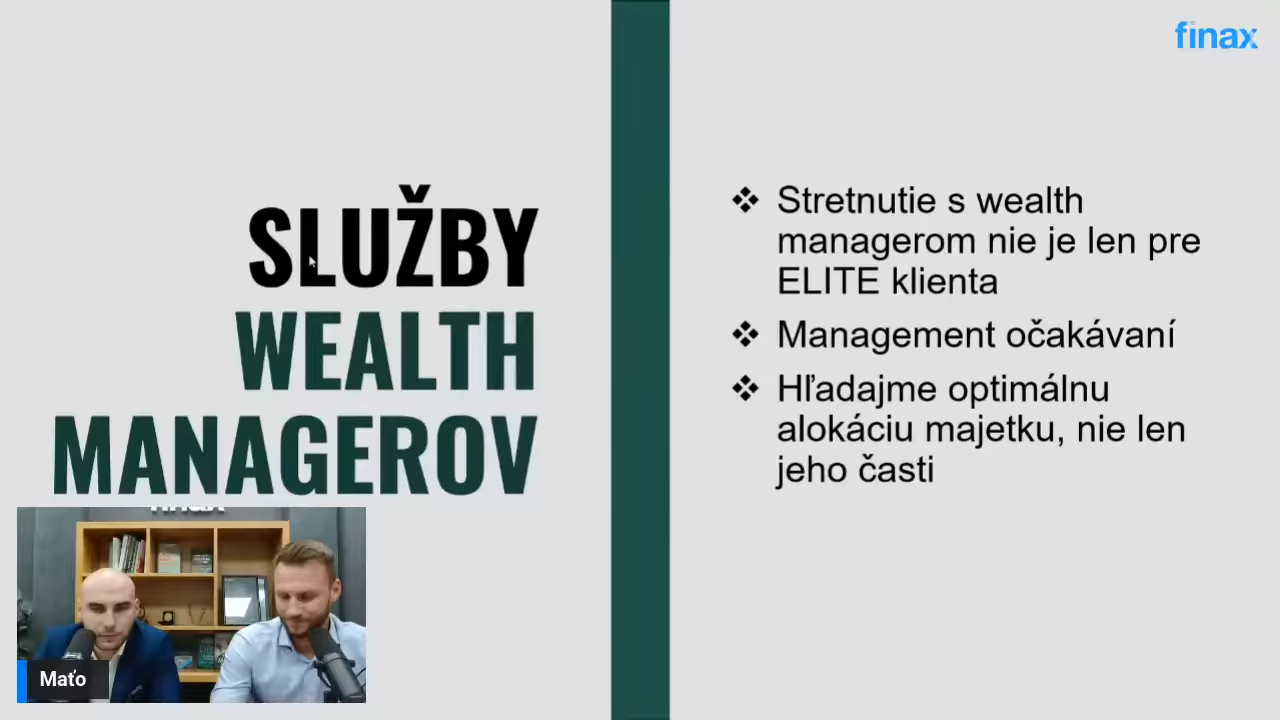 finax
SLUŽBY
WEALTH
MANAGEROV
❖ Stretnutie s wealth
managerom nie je len pre
ELITE klienta
❖ Management očakávaní
❖ Hľadajme optimálnu
alokáciu majetku, nie len
jeho časti
Maťo